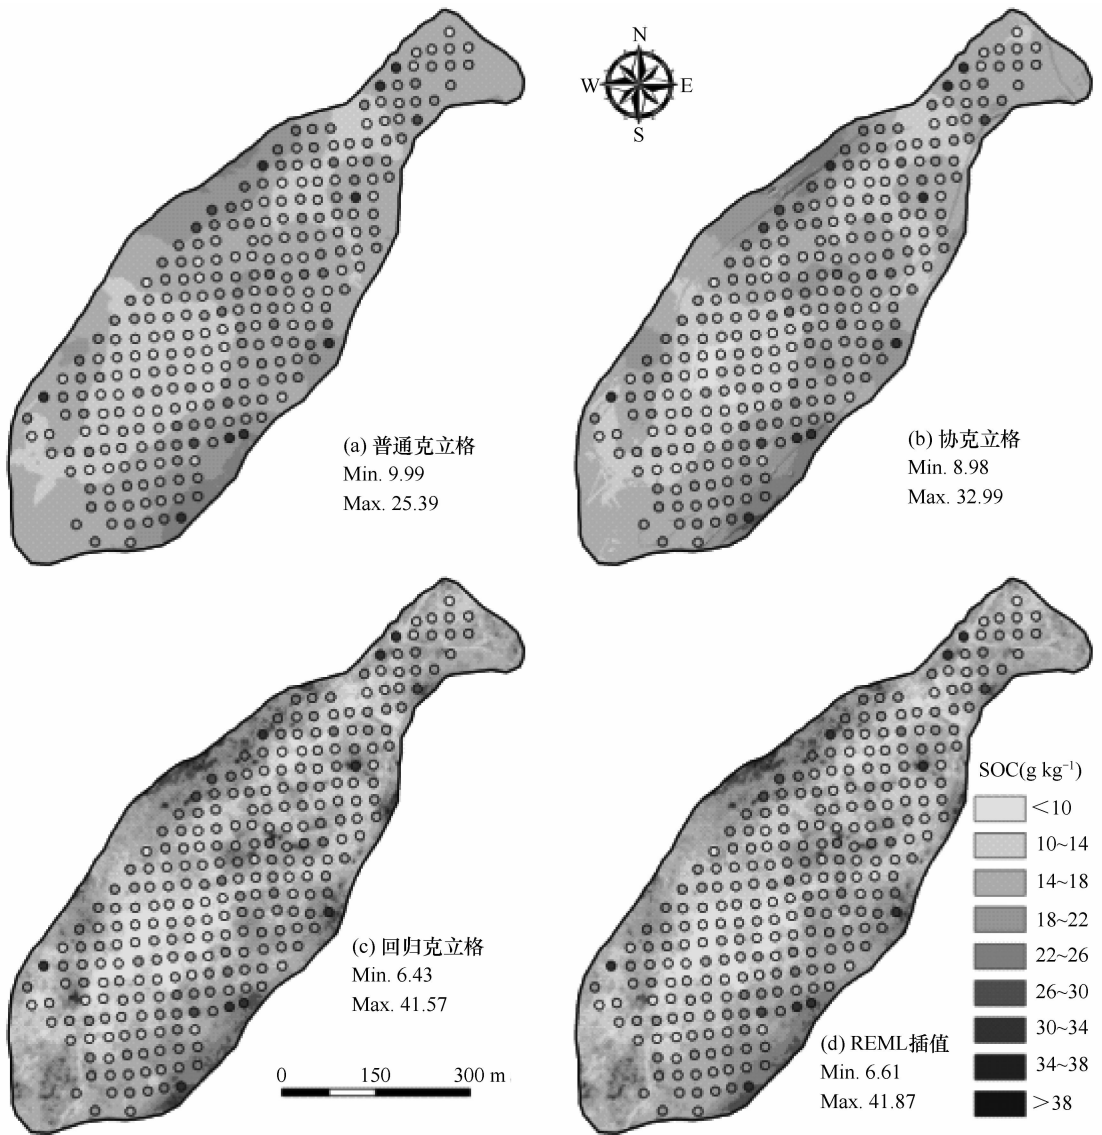 N
W E
S
(a) 普通克立格
Min. 9.99
Max. 25.39
(b) 协克立格
Min. 8.98
Max. 32.99
(c) 回归克立格
Min. 6.43
Max. 41.57
0 150 300 m
(d) REML插值
Min. 6.61
Max. 41.87
SOC(g kg⁻¹)
<10
10~14
14~18
18~22
22~26
26~30
30~34
34~38
>38